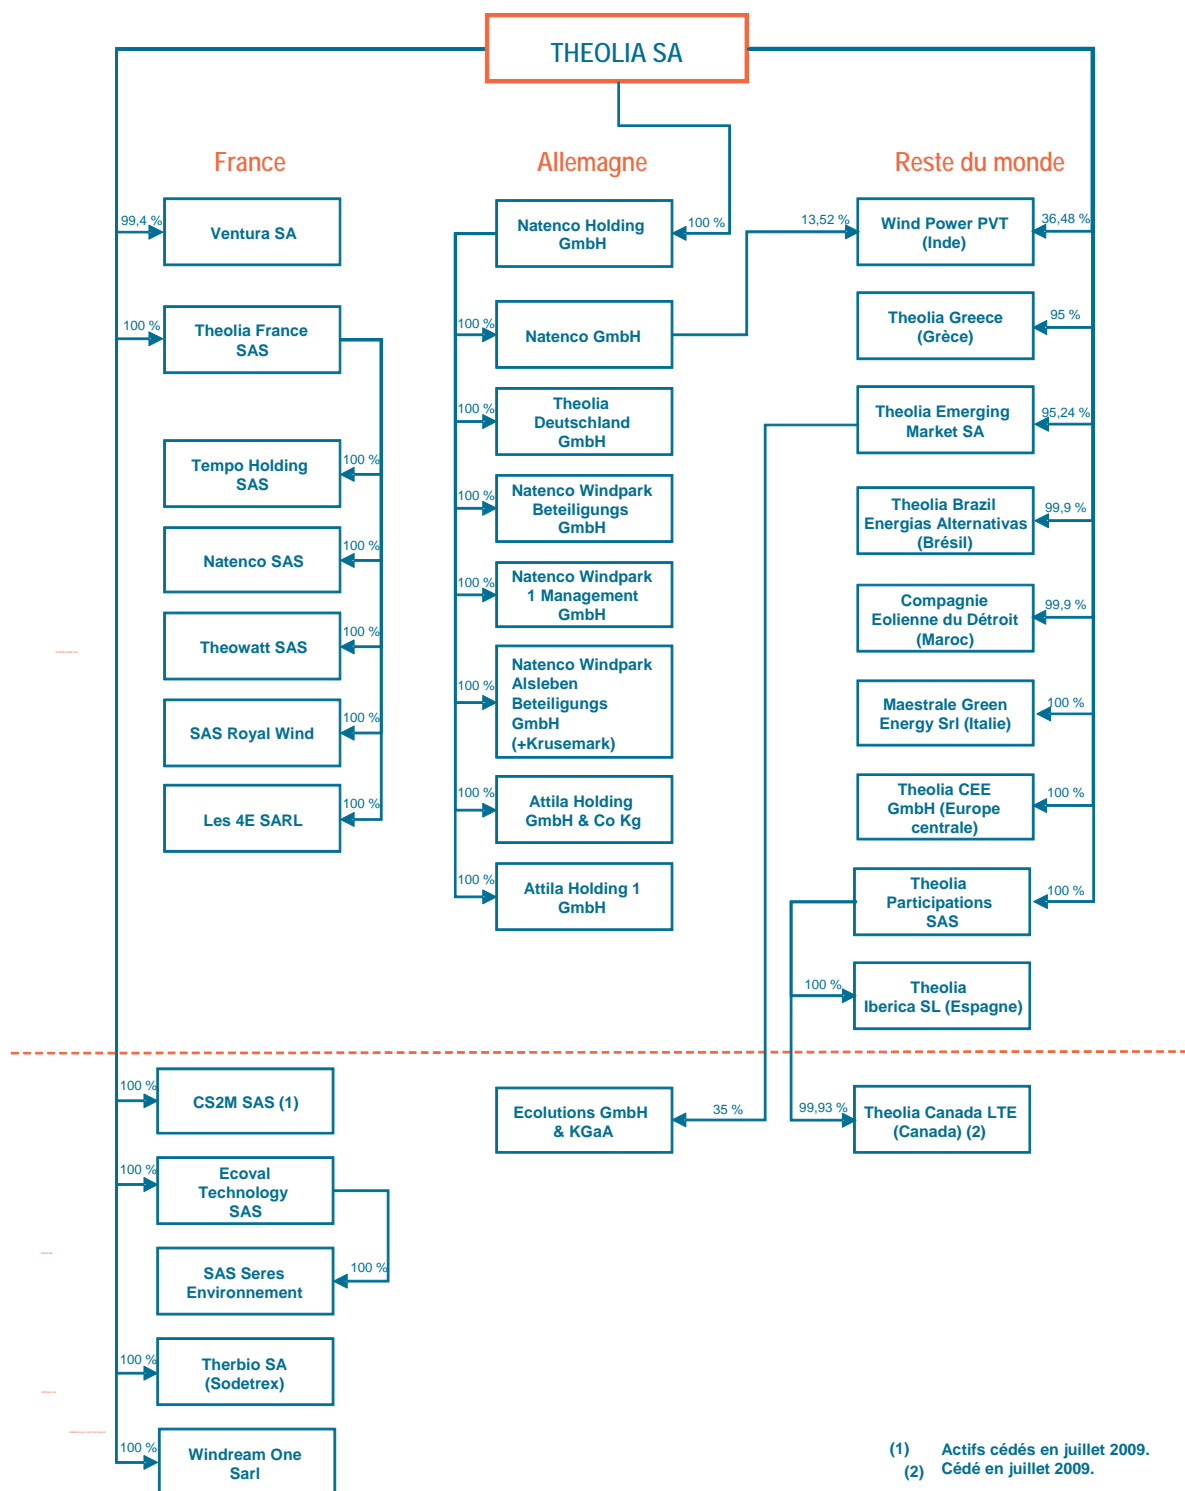 THEOLIA SA
France
99,4 %
Ventura SA
100 %
Theolia France
SAS
100 %
Tempo Holding
SAS
100 %
Natenco SAS
100 %
Theowatt SAS
100 %
SAS Royal Wind
100 %
Les 4E SARL
Allemagne
100 %
Natenco Holding
GmbH
100 %
Natenco GmbH
100 %
Theolia
Deutschland
GmbH
100 %
Natenco Windpark
Beteiligungs
GmbH
100 %
Natenco Windpark
1 Management
GmbH
100 %
Natenco Windpark
Alsleben
Beteiligungs
GmbH
(+Krusemark)
100 %
Attila Holding
GmbH & Co Kg
100 %
Attila Holding 1
GmbH
Reste du monde
13,52 %
Wind Power PVT
(Inde)
36,48 %
Theolia Greece
(Grèce)
95 %
Theolia Emerging
Market SA
95,24 %
Theolia Brazil
Energias Alternativas
(Brésil)
99,9 %
Compagnie
Eolienne du Détroit
(Maroc)
99,9 %
Maestrale Green
Energy Srl (Italie)
100 %
Theolia CEE
GmbH (Europe
centrale)
100 %
Theolia
Participations
SAS
100 %
100 %
Theolia
Iberica SL (Espagne)
100 %
CS2M SAS (1)
100 %
Ecoval
Technology
SAS
100 %
SAS Seres
Environnement
100 %
Therbio SA
(Sodetrex)
100 %
Windream One
Sarl
Ecolutions GmbH
& KGaA
35 %
99,93 %
Theolia Canada LTE
(Canada) (2)
(1) Actifs cédés en juillet 2009.
(2) Cédé en juillet 2009.